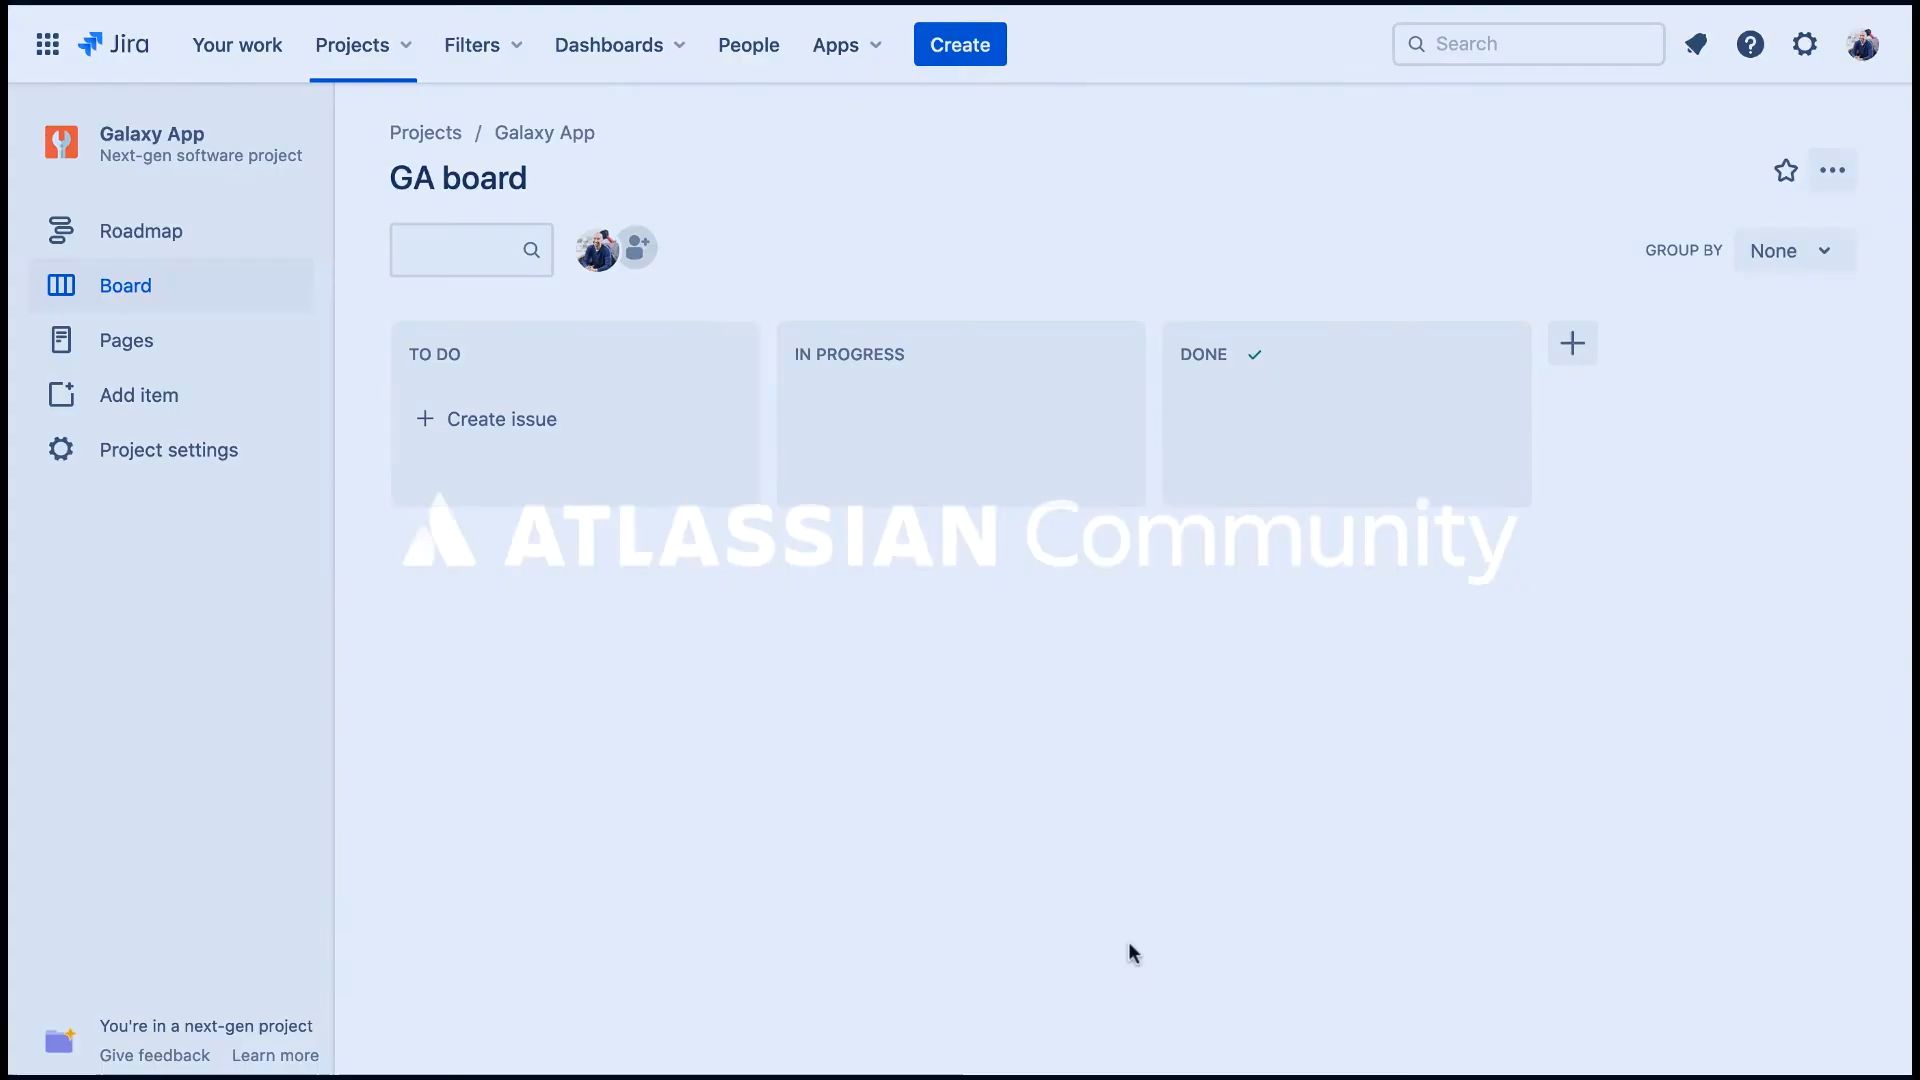 Jira
Your work
Projects
Filters
Dashboards
People
Apps
Create
Search
Galaxy App
Next-gen software project
Roadmap
Board
Pages
Add item
Project settings
You're in a next-gen project
Give feedback Learn more
Projects / Galaxy App
GA board
GROUP BY None
TO DO
Create issue
IN PROGRESS
DONE
ATLASSIAN Community